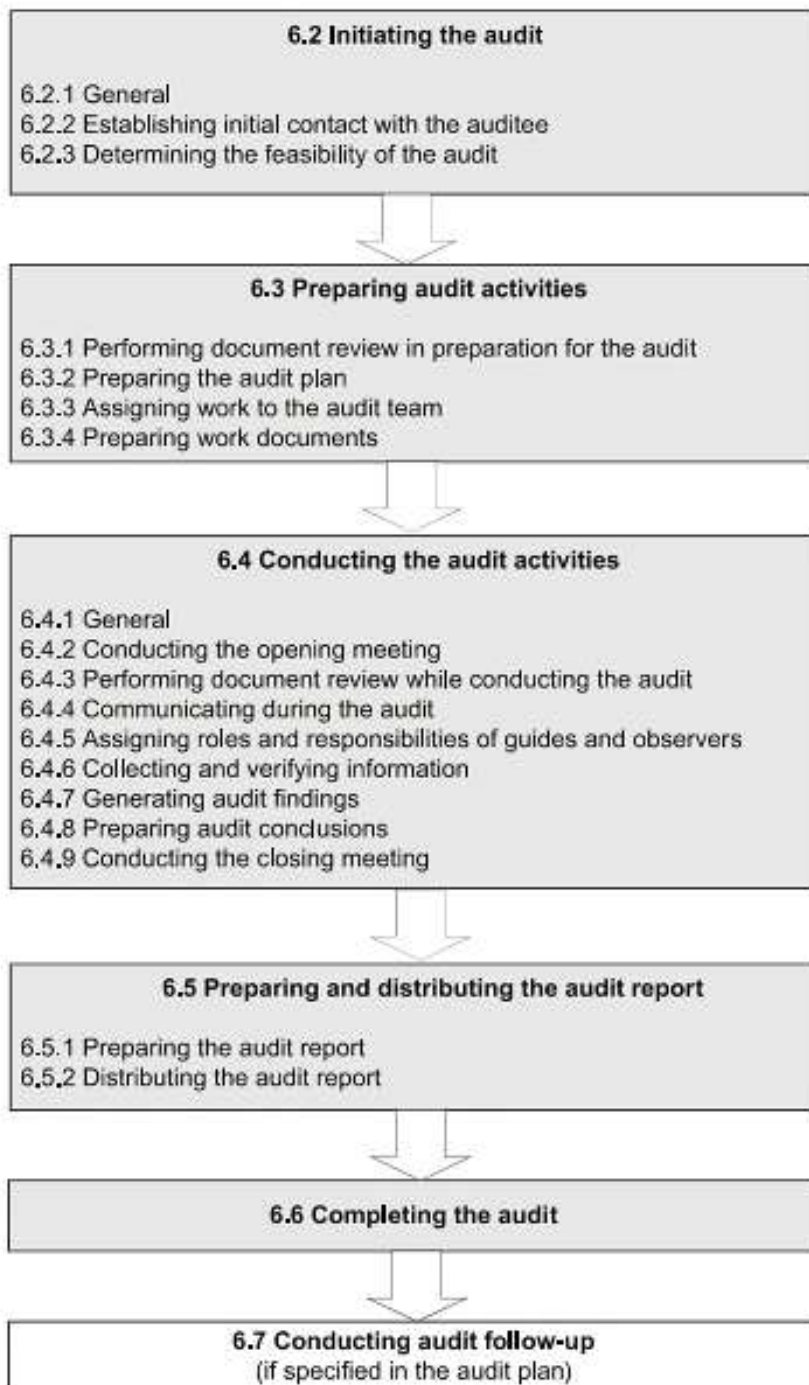 6.2 Initiating the audit
6.2.1 General
6.2.2 Establishing initial contact with the auditee
6.2.3 Determining the feasibility of the audit
6.3 Preparing audit activities
6.3.1 Performing document review in preparation for the audit
6.3.2 Preparing the audit plan
6.3.3 Assigning work to the audit team
6.3.4 Preparing work documents
6.4 Conducting the audit activities
6.4.1 General
6.4.2 Conducting the opening meeting
6.4.3 Performing document review while conducting the audit
6.4.4 Communicating during the audit
6.4.5 Assigning roles and responsibilities of guides and observers
6.4.6 Collecting and verifying information
6.4.7 Generating audit findings
6.4.8 Preparing audit conclusions
6.4.9 Conducting the closing meeting
6.5 Preparing and distributing the audit report
6.5.1 Preparing the audit report
6.5.2 Distributing the audit report
6.6 Completing the audit
6.7 Conducting audit follow-up
(if specified in the audit plan)